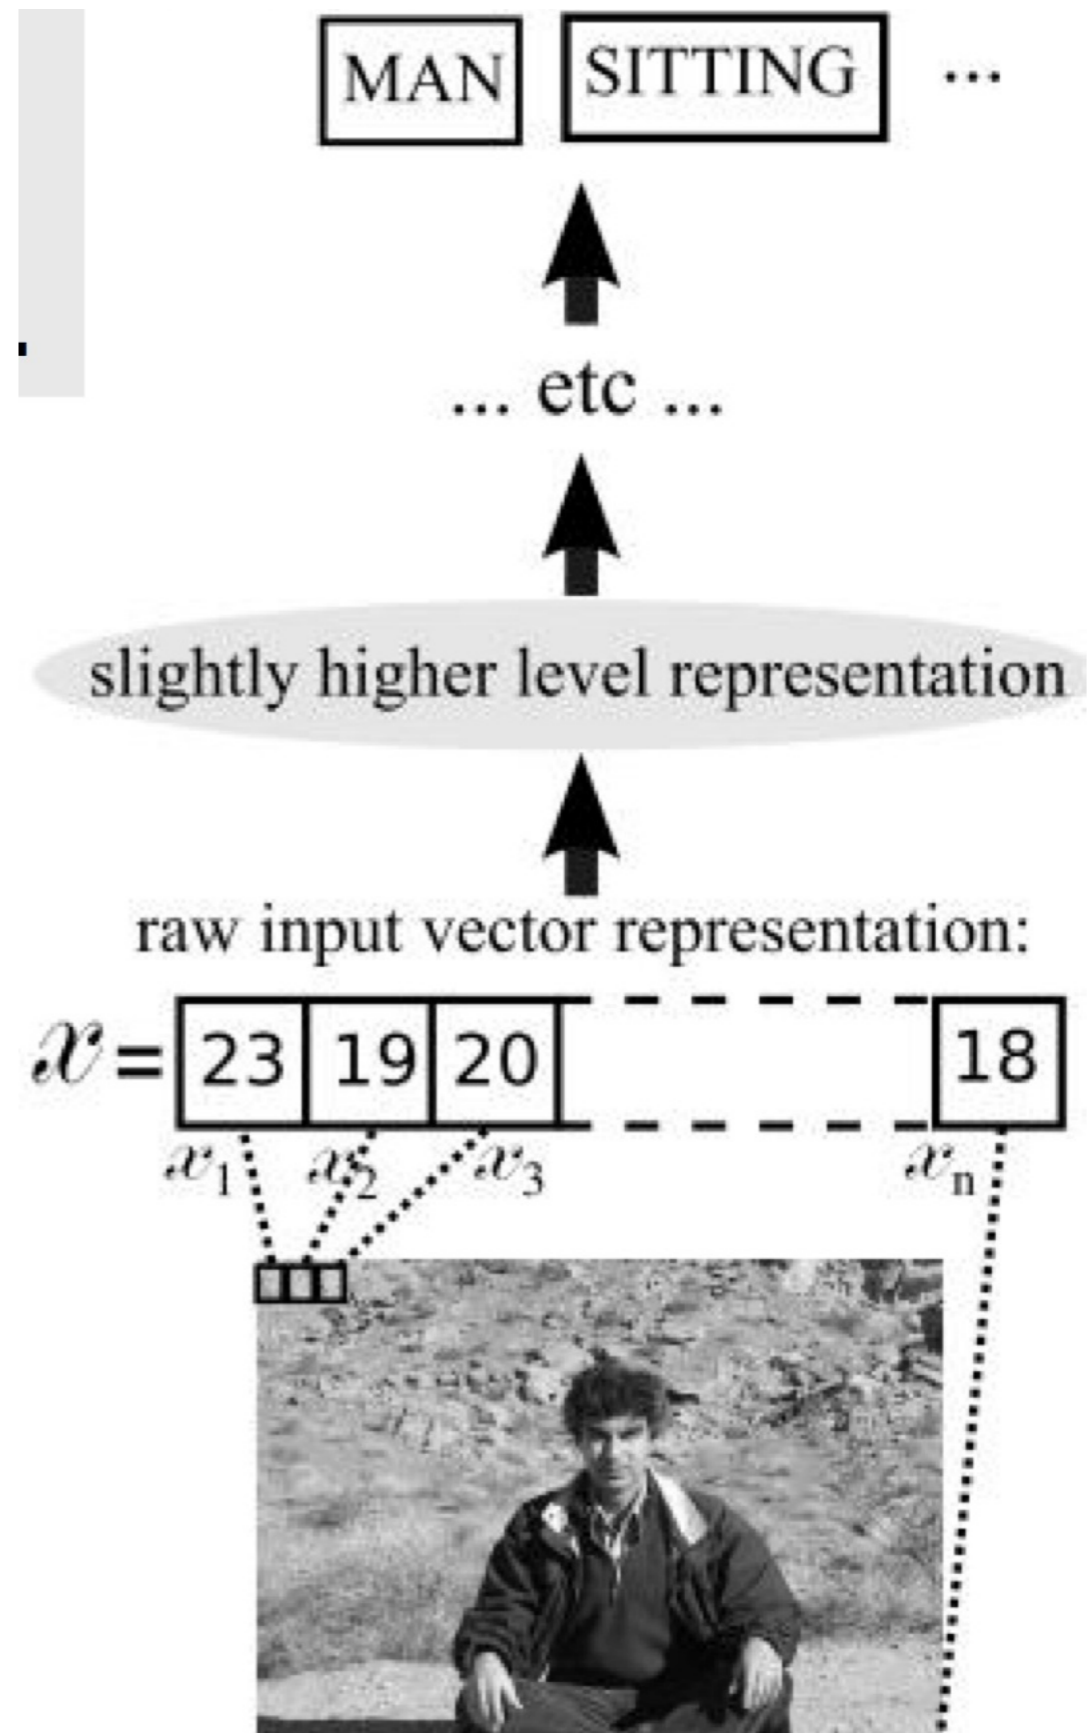 MAN SITTING ...
... etc ...
slightly higher level representation
raw input vector representation:
x = 23 19 20 18
x1 x2 x3 xn